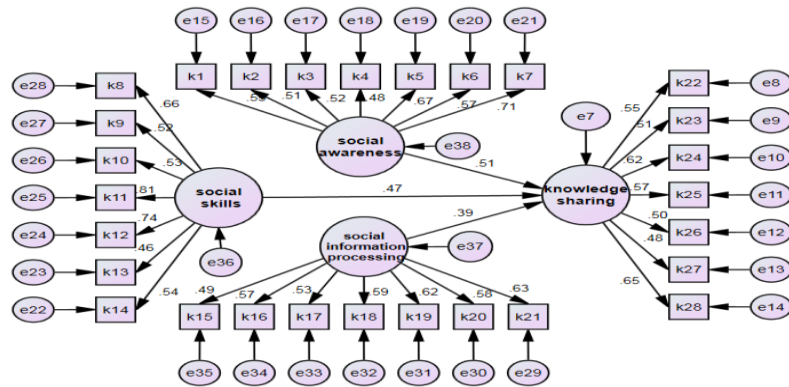 e15 e16 e17 e18 e19 e20 e21
e28 k8 k1 k2 k3 k4 k5 k6 k7 k22 e8
.66 .51 .52 .48 .67 .57 .71 .55
e27 k9 .52 e7 .51 k23 e9
e26 k10 .53 social
awareness
e38 .62 k24 e10
.51
e25 k11 .81 social
skills
.47 knowledge
sharing
.57 k25 e11
.39
e24 k12 .74 social
information
processing
e37 .50 k26 e12
e23 k13 .46 e36 .48 k27 e13
e22 k14 .54 .49 .57 .53 .59 .62 .58 .63 .65 k28 e14
k15 k16 k17 k18 k19 k20 k21
e35 e34 e33 e32 e31 e30 e29